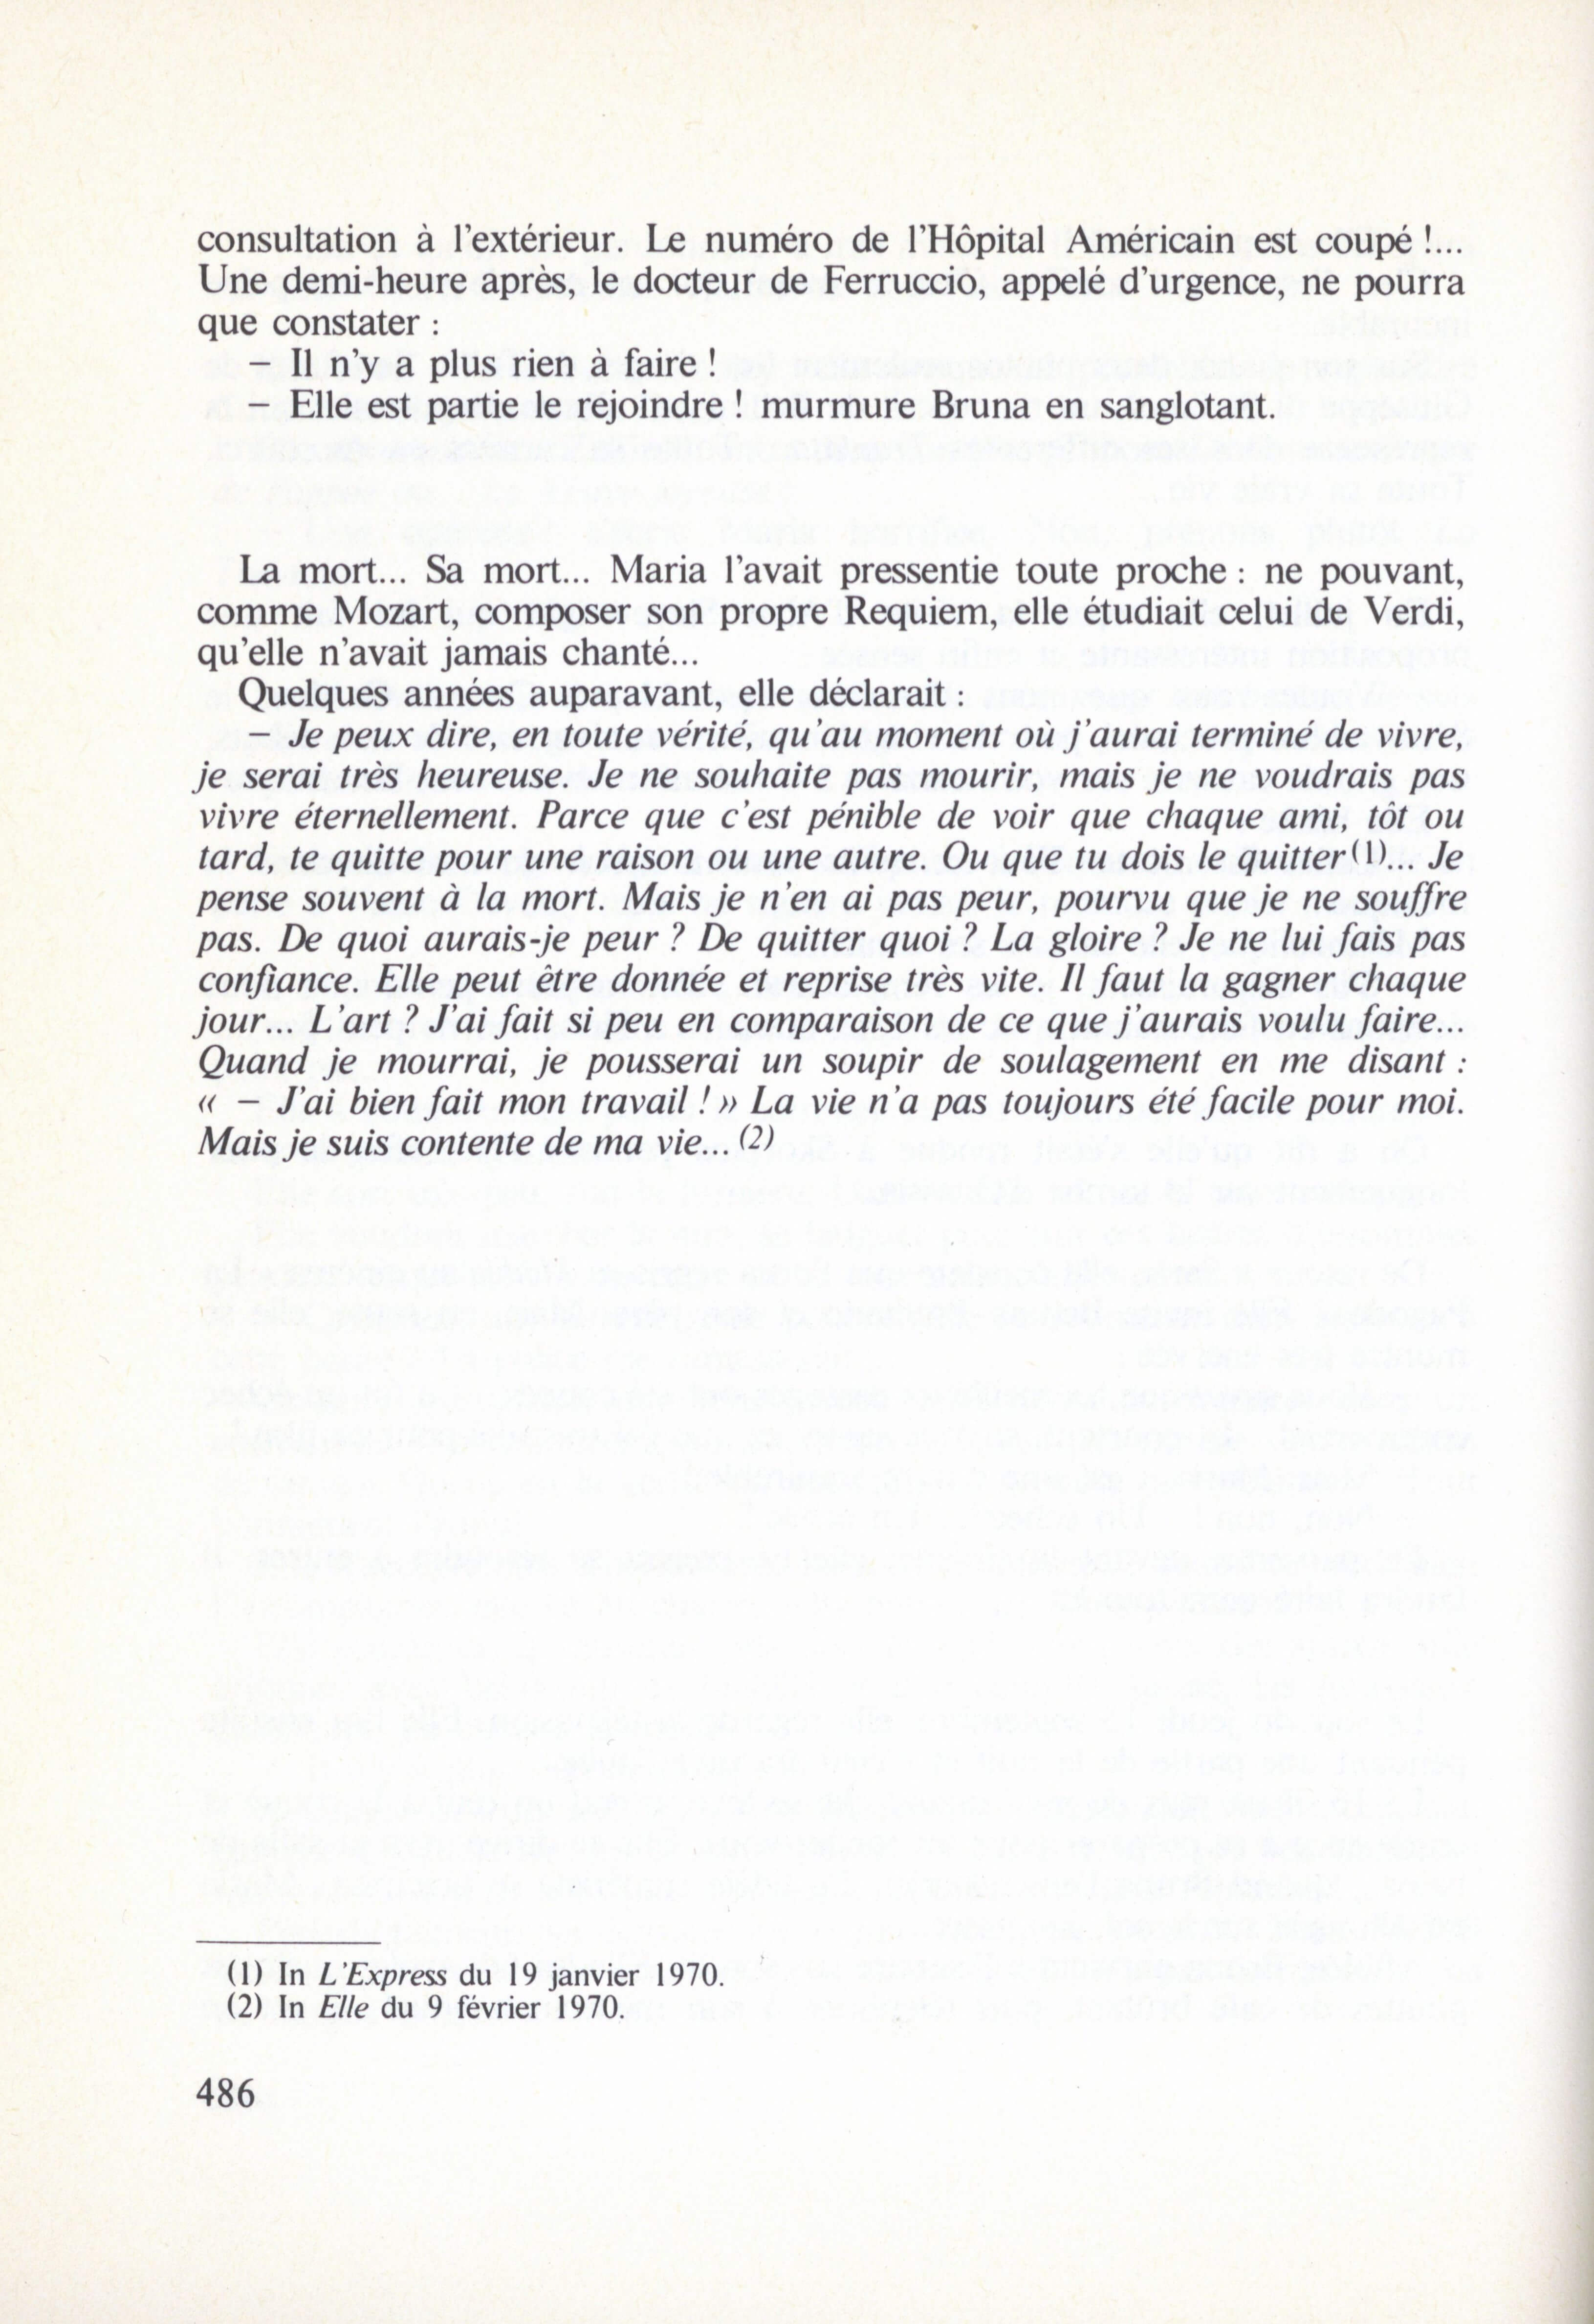 consultation à l'extérieur. Le numéro de l'Hôpital Américain est coupé !...
Une demi-heure après, le docteur de Ferruccio, appelé d'urgence, ne pourra
que constater :
– Il n'y a plus rien à faire !
– Elle est partie le rejoindre ! murmure Bruna en sanglotant.
La mort... Sa mort... Maria l'avait pressentie toute proche : ne pouvant,
comme Mozart, composer son propre Requiem, elle étudiait celui de Verdi,
qu'elle n'avait jamais chanté...
Quelques années auparavant, elle déclarait :
– Je peux dire, en toute vérité, qu'au moment où j'aurai terminé de vivre,
je serai très heureuse. Je ne souhaite pas mourir, mais je ne voudrais pas
vivre éternellement. Parce que c'est pénible de voir que chaque ami, tôt ou
tard, te quitte pour une raison ou une autre. Ou que tu dois le quitter(1)... Je
pense souvent à la mort. Mais je n'en ai pas peur, pourvu que je ne souffre
pas. De quoi aurais-je peur ? De quitter quoi ? La gloire ? Je ne lui fais pas
confiance. Elle peut être donnée et reprise très vite. Il faut la gagner chaque
jour... L'art ? J'ai fait si peu en comparaison de ce que j'aurais voulu faire...
Quand je mourrai, je pousserai un soupir de soulagement en me disant :
« – J'ai bien fait mon travail ! » La vie n'a pas toujours été facile pour moi.
Mais je suis contente de ma vie... (2)
(1) In L'Express du 19 janvier 1970.
(2) In Elle du 9 février 1970.
486